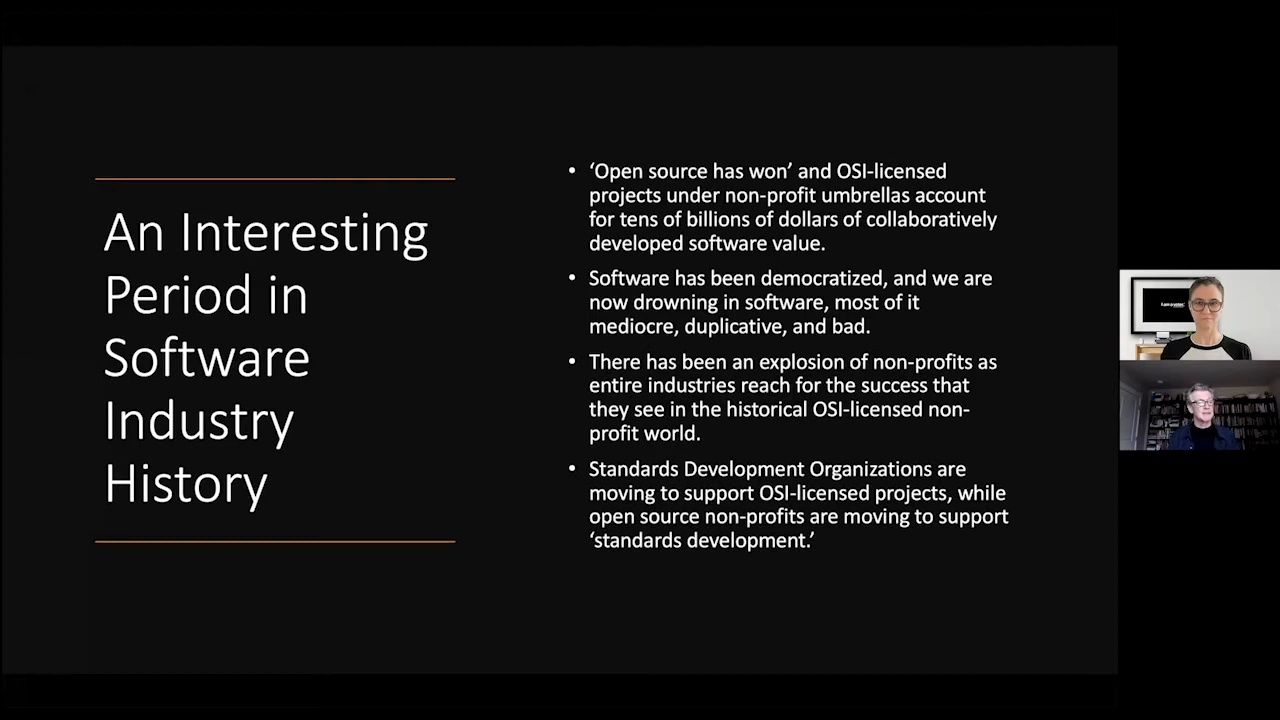 An Interesting
Period in
Software
Industry
History
• ‘Open source has won’ and OSI-licensed
projects under non-profit umbrellas account
for tens of billions of dollars of collaboratively
developed software value.
• Software has been democratized, and we are
now drowning in software, most of it
mediocre, duplicative, and bad.
• There has been an explosion of non-profits as
entire industries reach for the success that
they see in the historical OSI-licensed non-
profit world.
• Standards Development Organizations are
moving to support OSI-licensed projects, while
open source non-profits are moving to support
‘standards development.’
I am a voter.